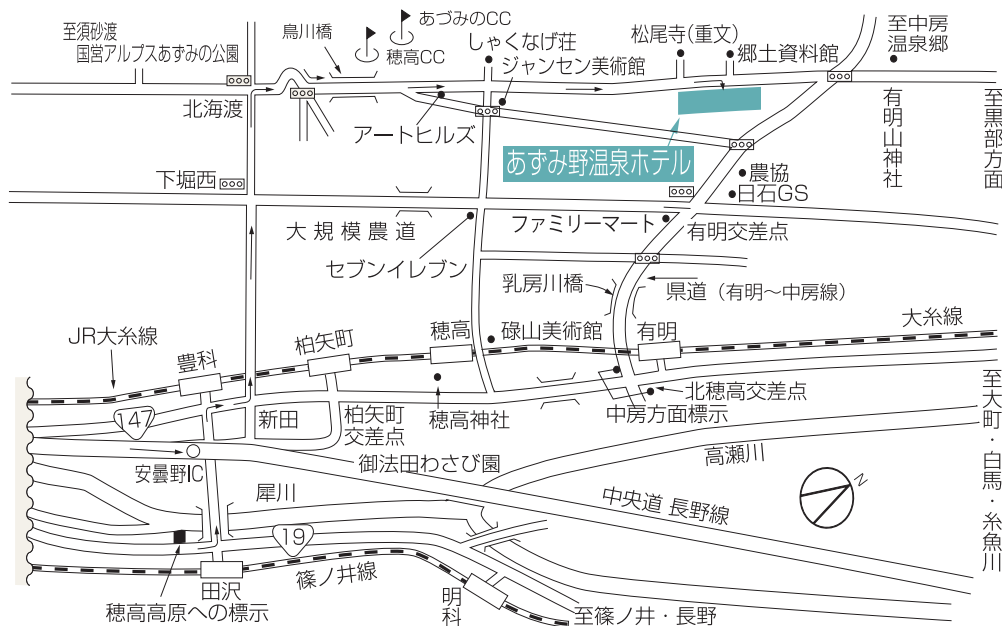 至須砂渡
国営アルプスあずみの公園
烏川橋
あづみのCC
穂高CC
しゃくなげ荘
ジャンセン美術館
松尾寺(重文)
郷土資料館
至中房
温泉郷
北海渡
アートヒルズ
あずみ野温泉ホテル
有明山神社
至黒部方面
下堀西
農協
日石GS
大規模農道
ファミリーマート
有明交差点
セブンイレブン
乳房川橋
県道（有明〜中房線）
JR大糸線
豊科
柏矢町
穂高
碌山美術館
有明
大糸線
147
新田
柏矢町
交差点
穂高神社
北穂高交差点
中房方面標示
至大町・白馬・糸魚川
安曇野IC
御法田わさび園
高瀬川
犀川
中央道 長野線
N
19
田沢
篠ノ井線
明科
穂高高原への標示
至篠ノ井・長野